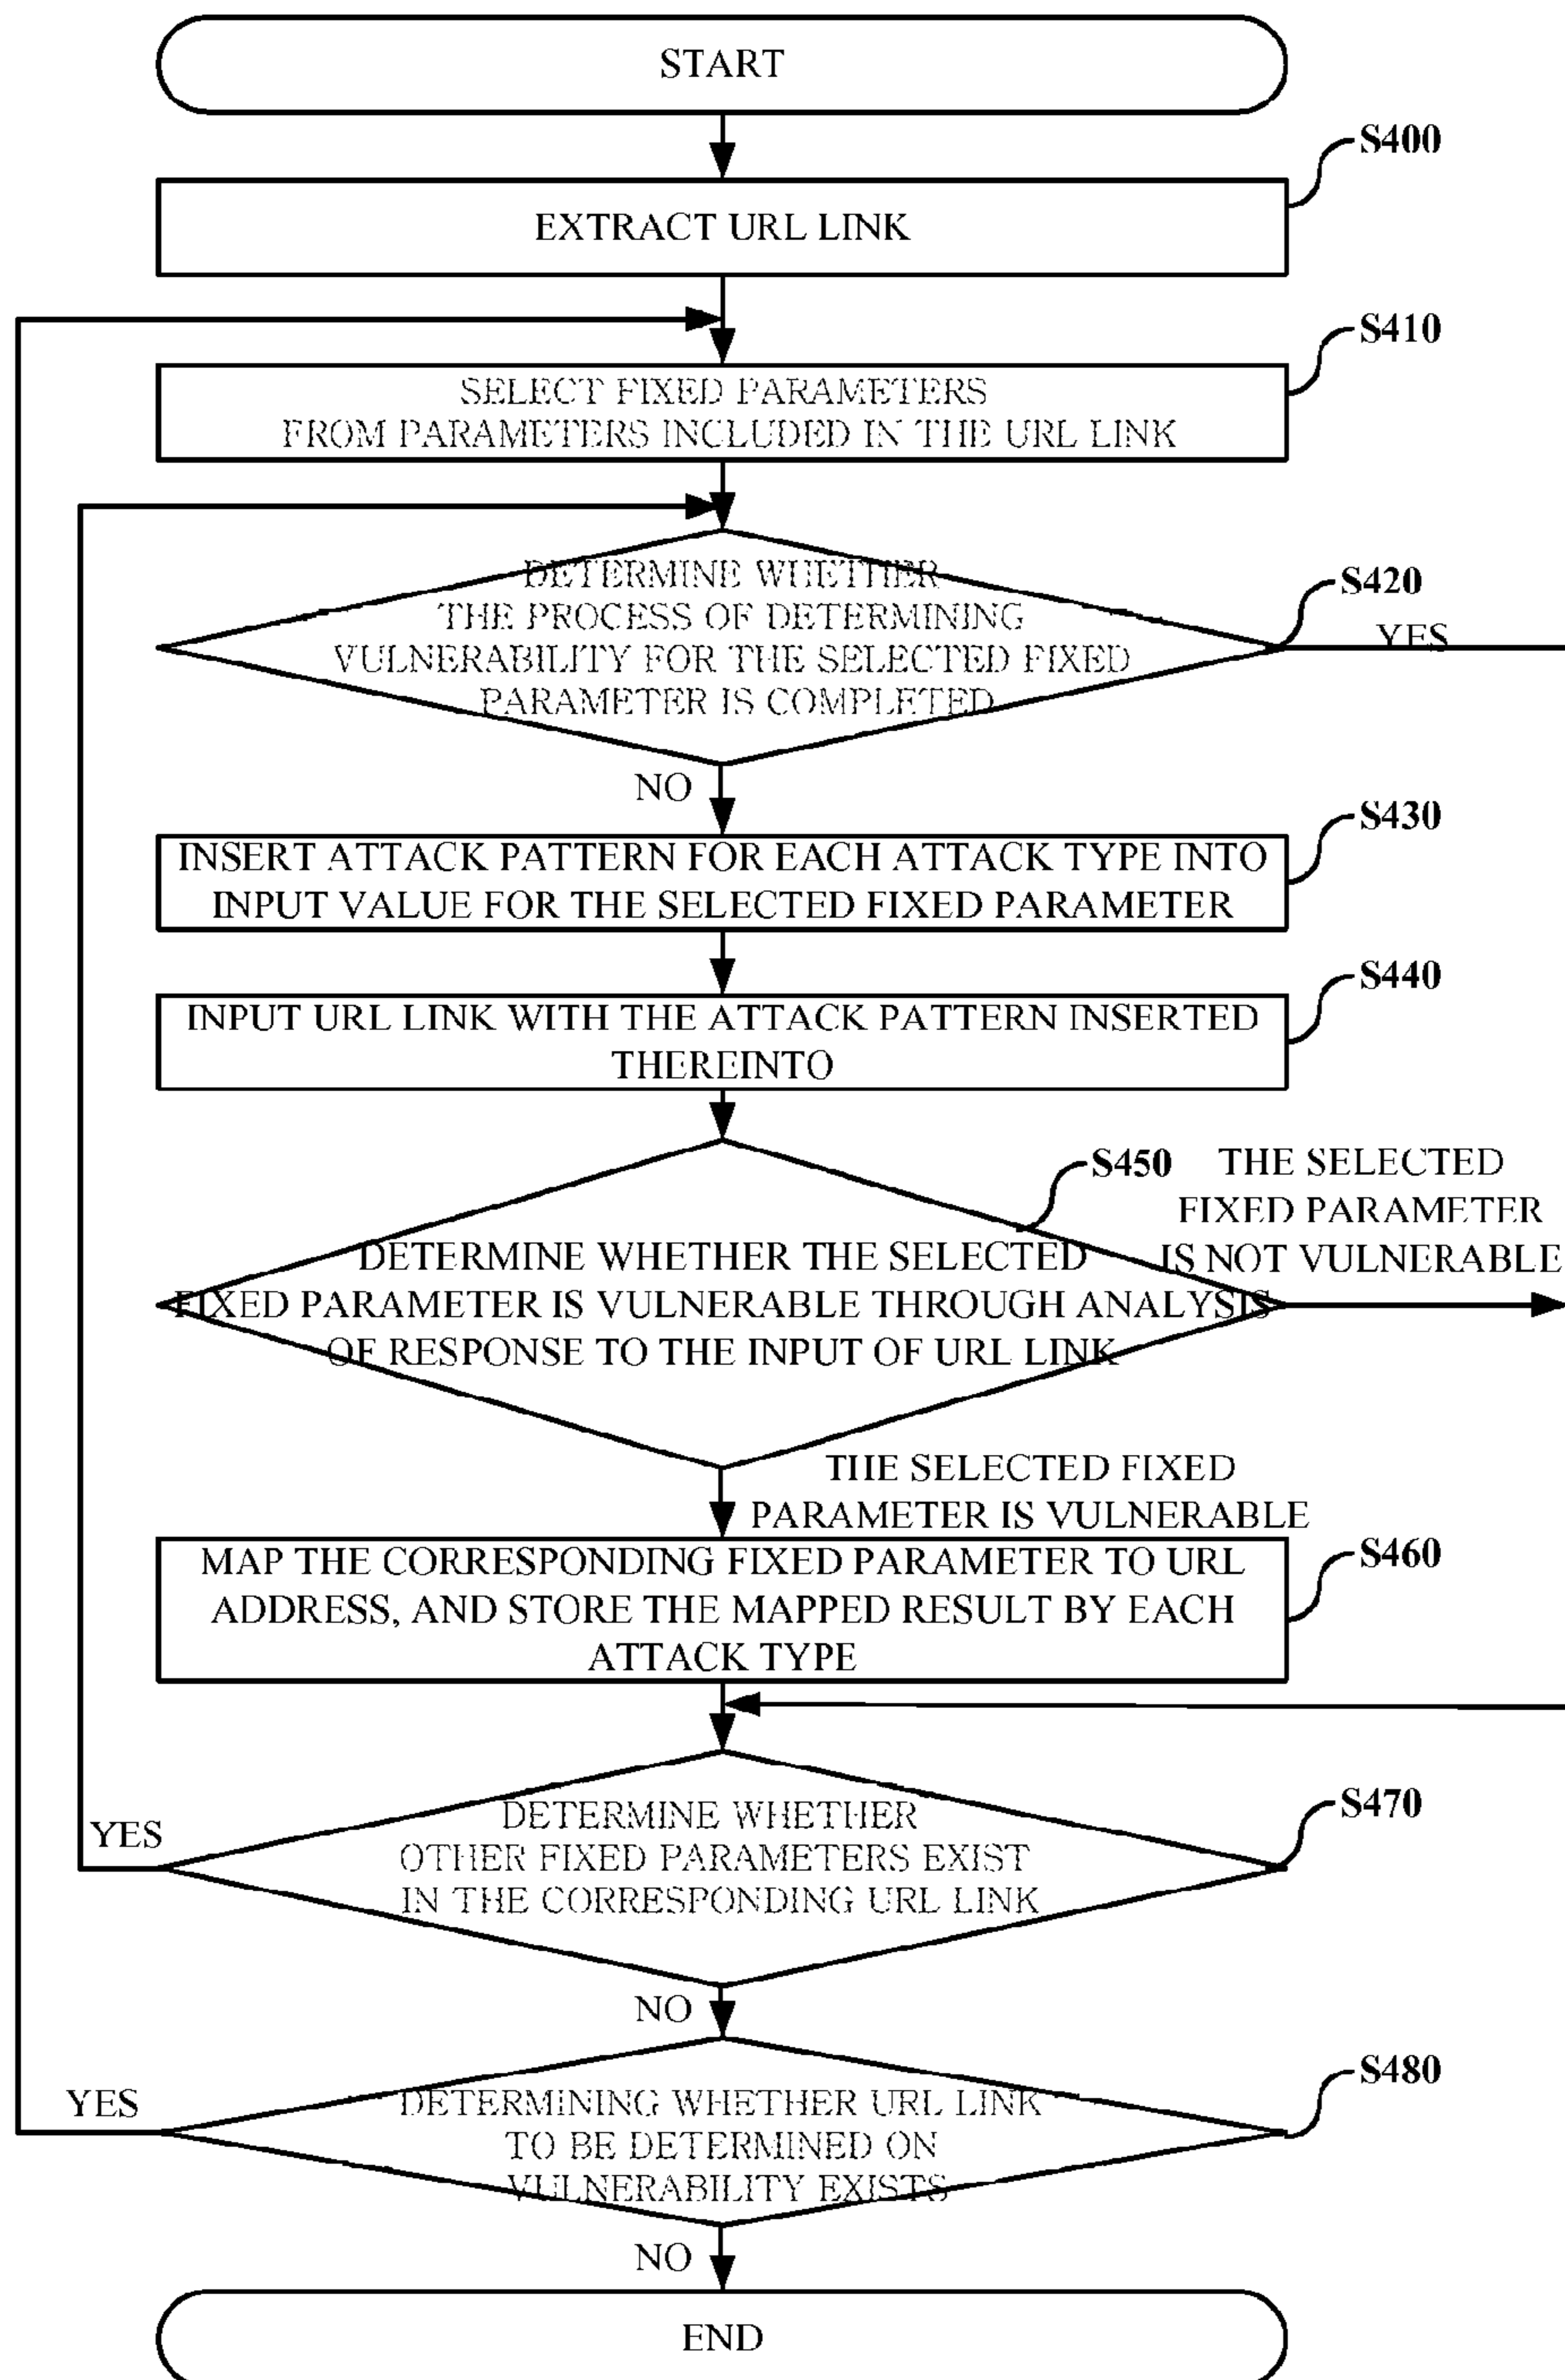 START
S400
EXTRACT URL LINK
S410
SELECT FIXED PARAMETERS
FROM PARAMETERS INCLUDED IN THE URL LINK
DETERMINE WHETHER
THE PROCESS OF DETERMINING
VULNERABILITY FOR THE SELECTED FIXED
PARAMETER IS COMPLETED
S420
YES
NO
S430
INSERT ATTACK PATTERN FOR EACH ATTACK TYPE INTO
INPUT VALUE FOR THE SELECTED FIXED PARAMETER
S440
INPUT URL LINK WITH THE ATTACK PATTERN INSERTED
THEREINTO
S450
THE SELECTED
FIXED PARAMETER
IS NOT VULNERABLE
DETERMINE WHETHER THE SELECTED
FIXED PARAMETER IS VULNERABLE THROUGH ANALYSIS
OF RESPONSE TO THE INPUT OF URL LINK
THE SELECTED FIXED
PARAMETER IS VULNERABLE
S460
MAP THE CORRESPONDING FIXED PARAMETER TO URL
ADDRESS, AND STORE THE MAPPED RESULT BY EACH
ATTACK TYPE
S470
YES
DETERMINE WHETHER
OTHER FIXED PARAMETERS EXIST
IN THE CORRESPONDING URL LINK
NO
S480
YES
DETERMINING WHETHER URL LINK
TO BE DETERMINED ON
VULNERABILITY EXISTS
NO
END